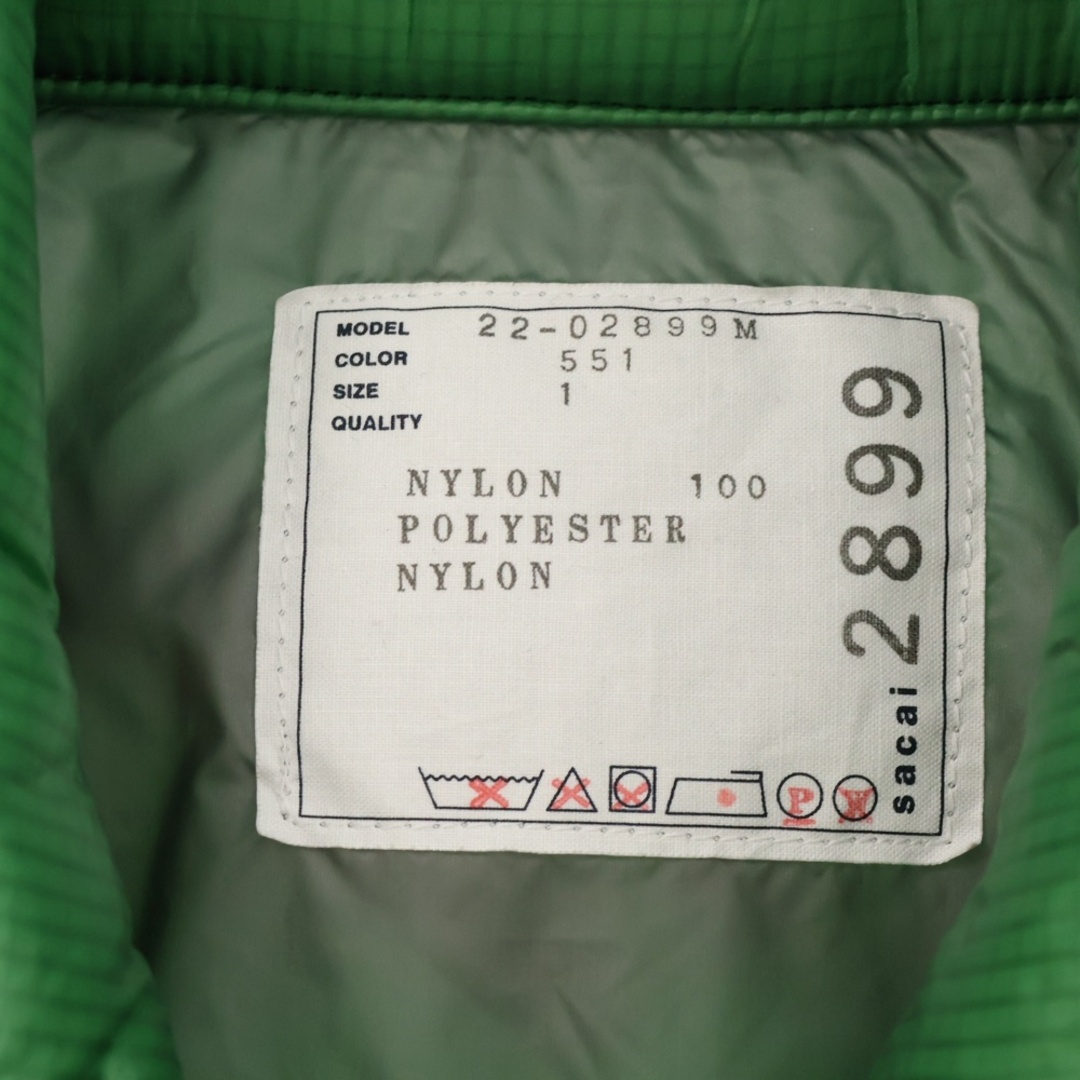 MODEL 22-02899M
COLOR 551
SIZE 1
QUALITY
NYLON 100
POLYESTER
NYLON
P W
sacai 2899